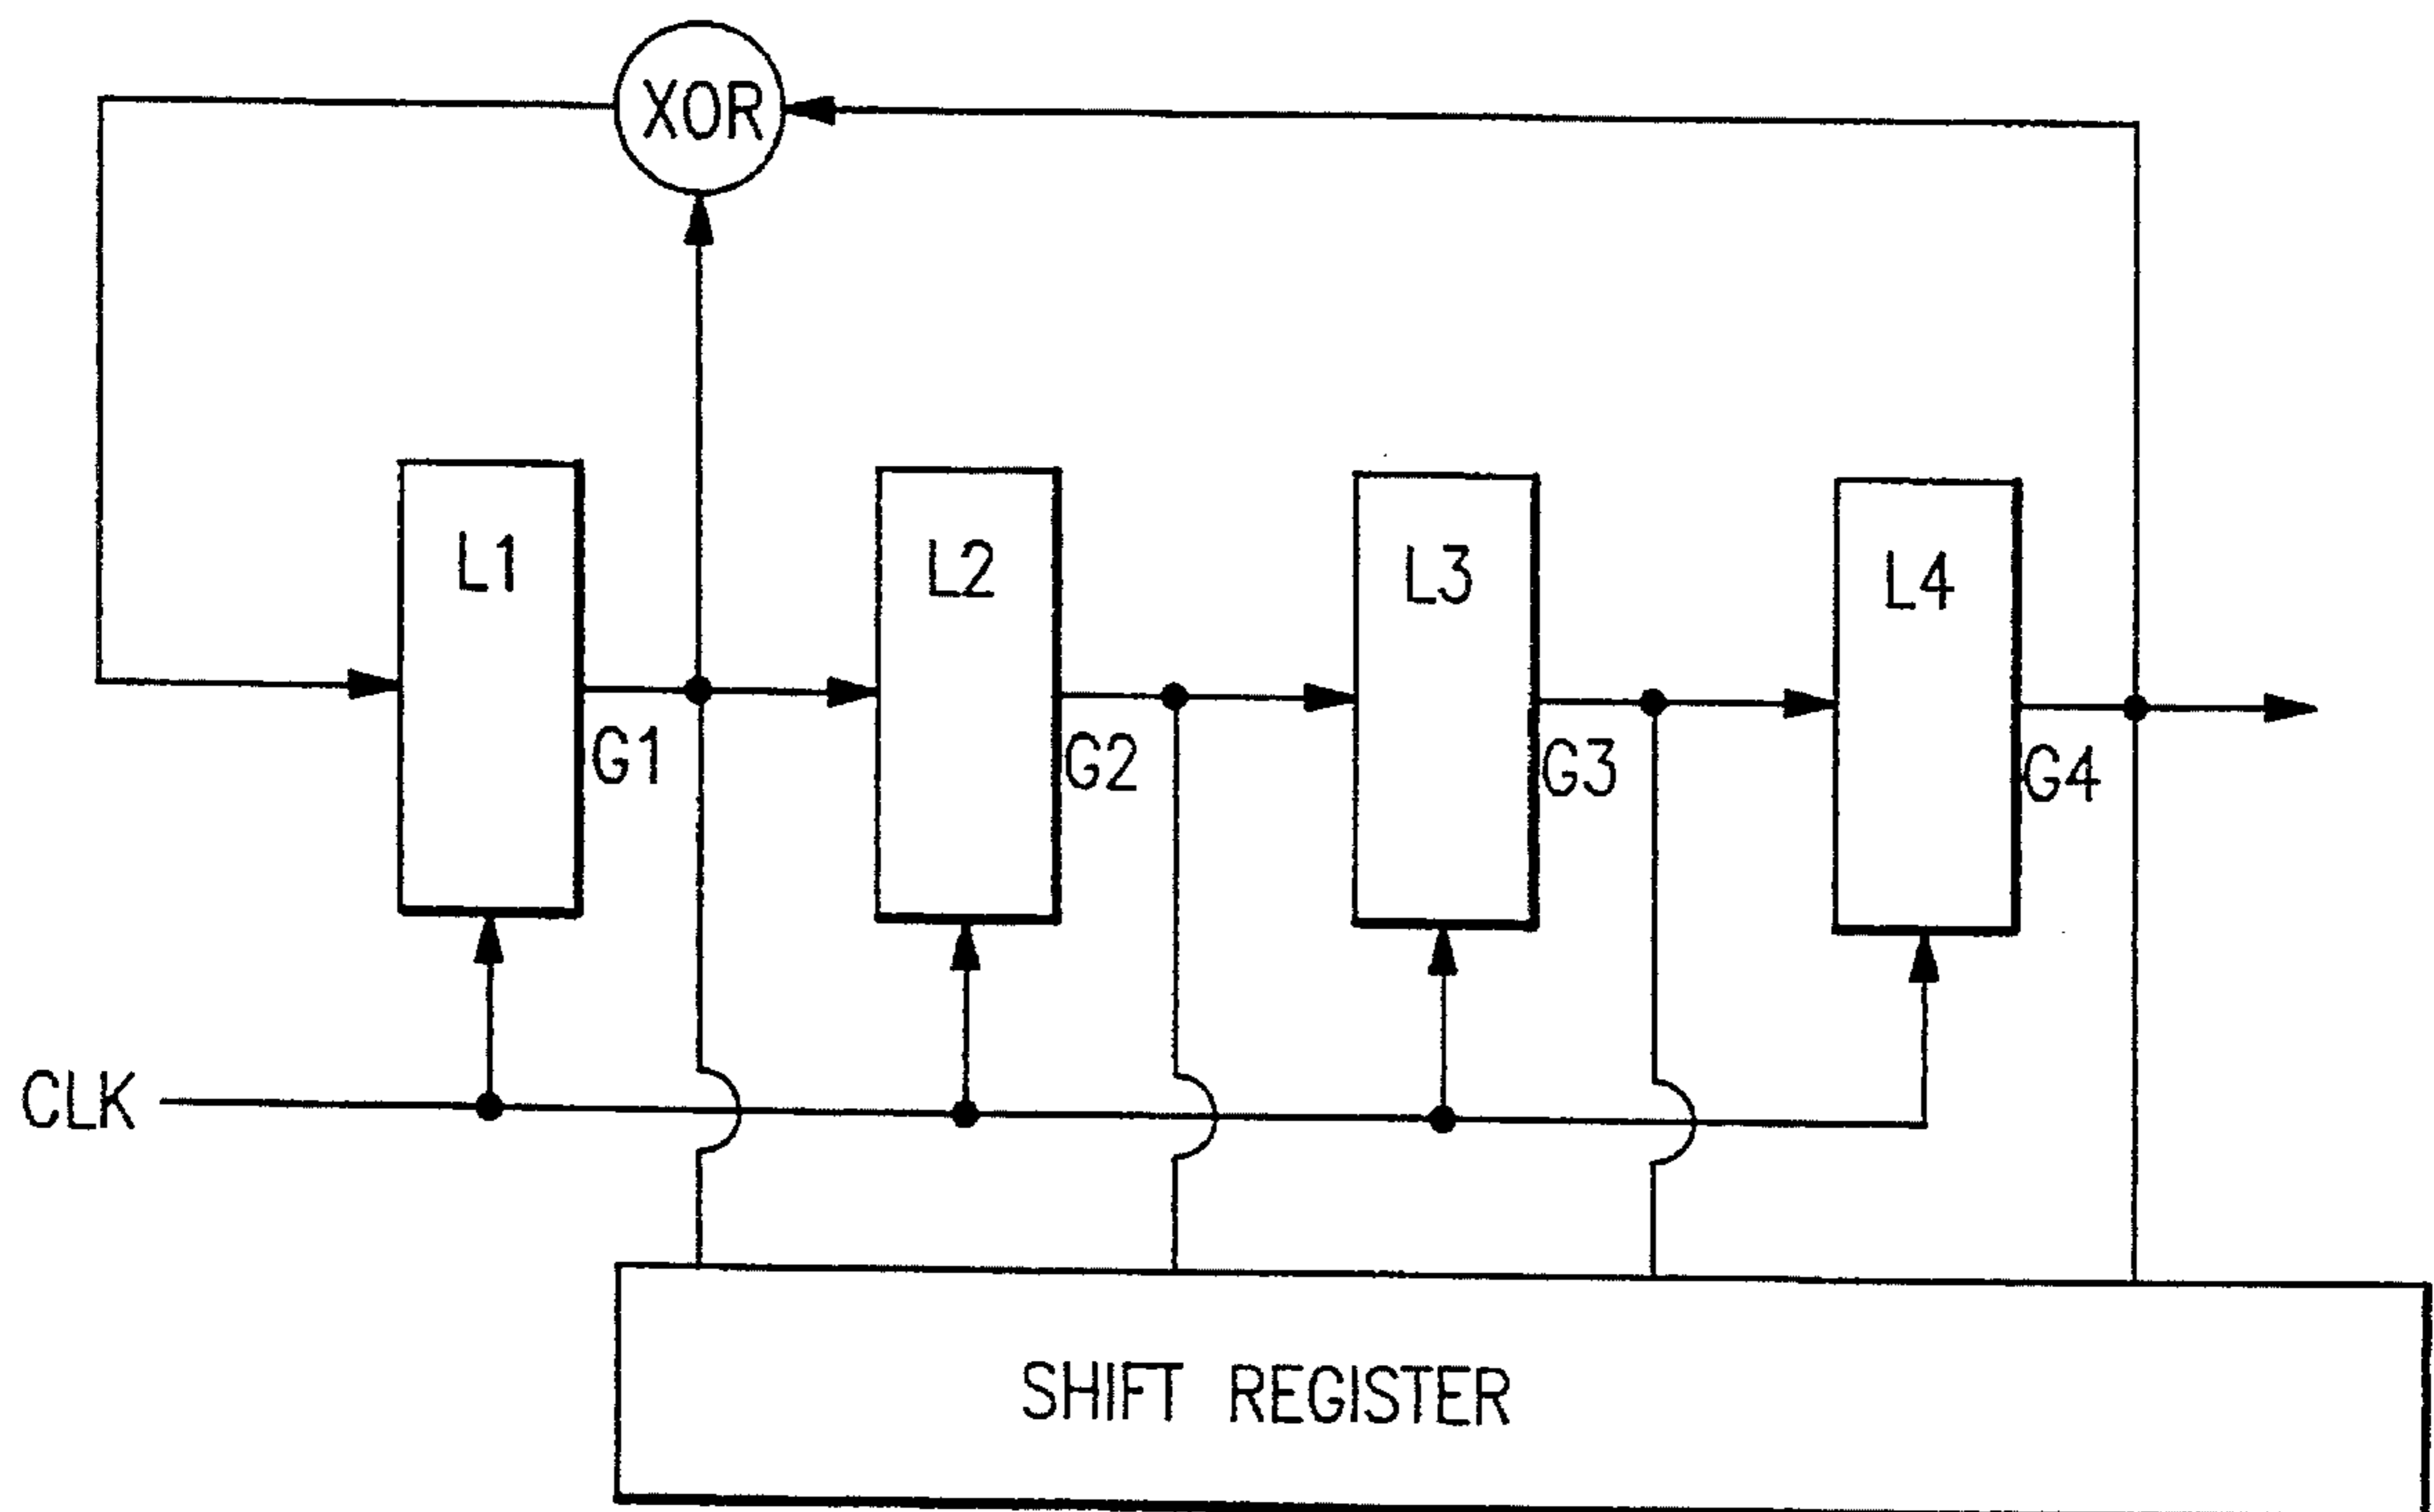 XOR
L1
L2
L3
L4
G1
G2
G3
G4
CLK
SHIFT REGISTER